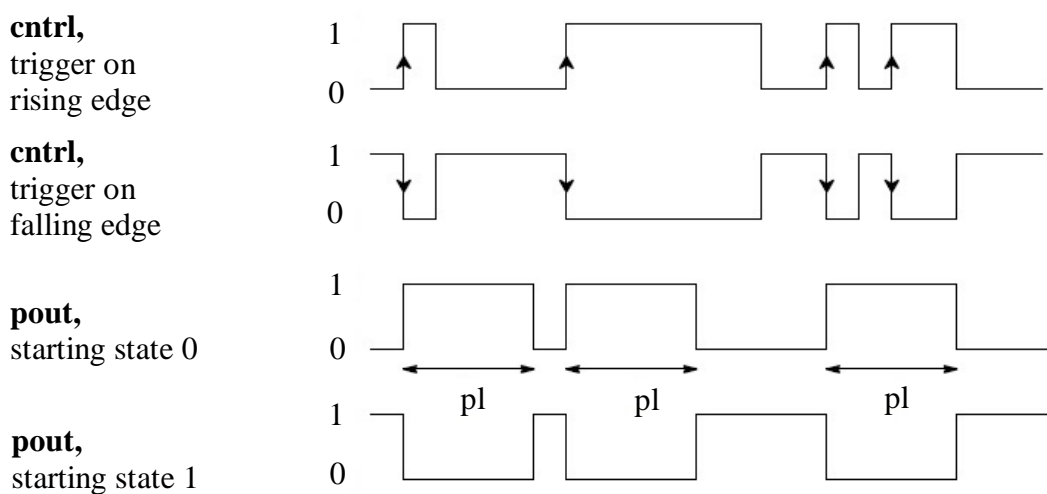 cntrl,
trigger on
rising edge
1
0
cntrl,
trigger on
falling edge
1
0
pout,
starting state 0
1
0
pl pl pl
pout,
starting state 1
1
0